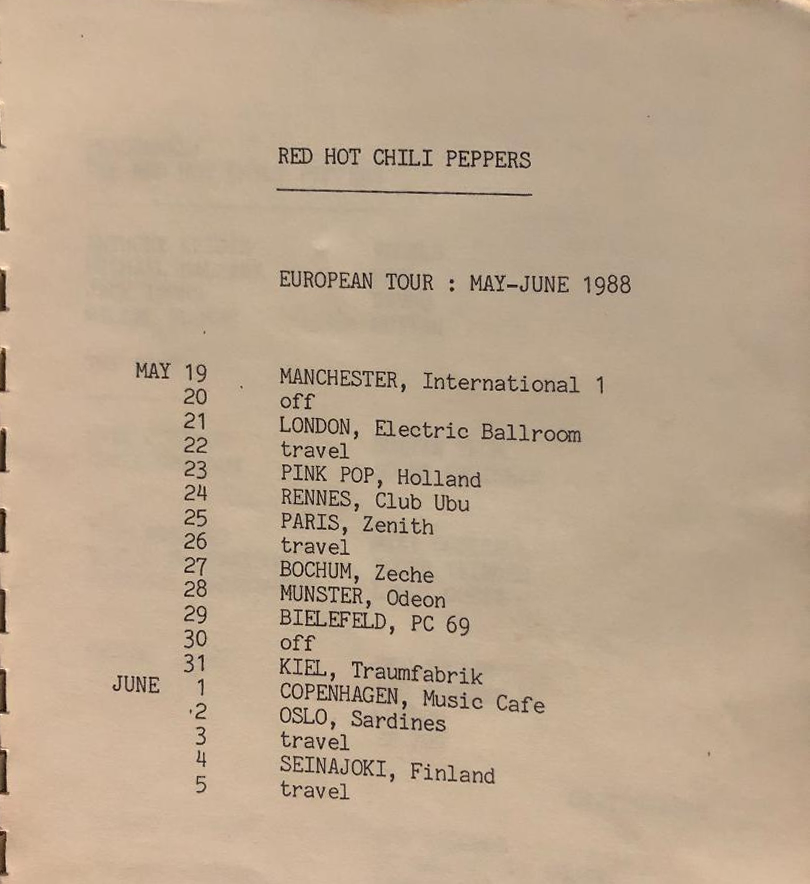 RED HOT CHILI PEPPERS
EUROPEAN TOUR : MAY-JUNE 1988
MAY 19 MANCHESTER, International 1
20 off
21 LONDON, Electric Ballroom
22 travel
23 PINK POP, Holland
24 RENNES, Club Ubu
25 PARIS, Zenith
26 travel
27 BOCHUM, Zeche
28 MUNSTER, Odeon
29 BIELEFELD, PC 69
30 off
31 KIEL, Traumfabrik
JUNE 1 COPENHAGEN, Music Cafe
2 OSLO, Sardines
3 travel
4 SEINAJOKI, Finland
5 travel